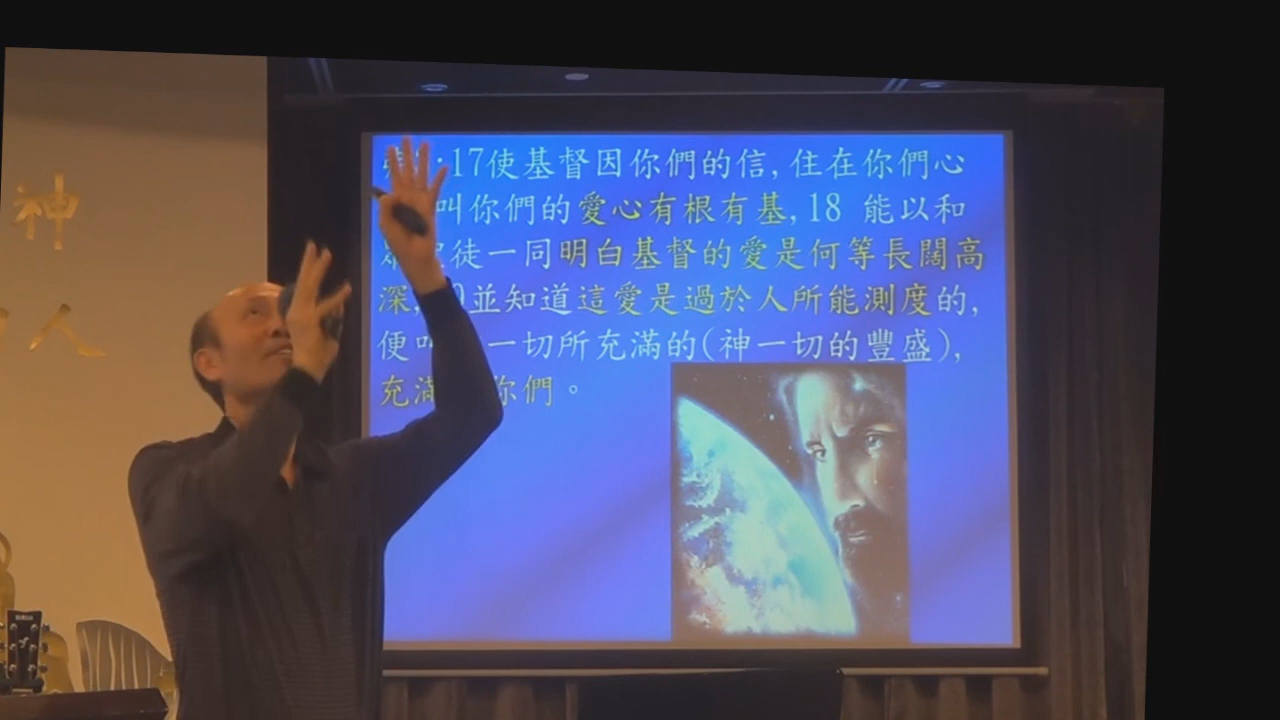 神
人
17使基督因你們的信,住在你們心
叫你們的愛心有根有基,18 能以和
徒一同明白基督的愛是何等長闊高
深,並知道這愛是過於人所能測度的,
便 一切所充滿的(神一切的豐盛),
充滿 你們。